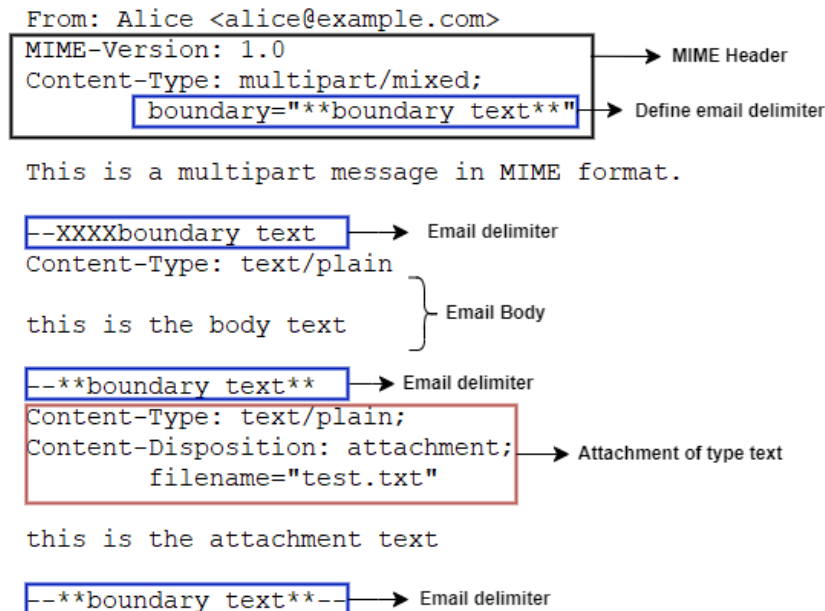 From: Alice <alice@example.com>
MIME-Version: 1.0
MIME Header
Content-Type: multipart/mixed;
boundary="**boundary text**"
Define email delimiter
This is a multipart message in MIME format.
--XXXXboundary text
Email delimiter
Content-Type: text/plain
Email Body
this is the body text
--**boundary text**
Email delimiter
Content-Type: text/plain;
Content-Disposition: attachment;
Attachment of type text
filename="test.txt"
this is the attachment text
--**boundary text**--
Email delimiter